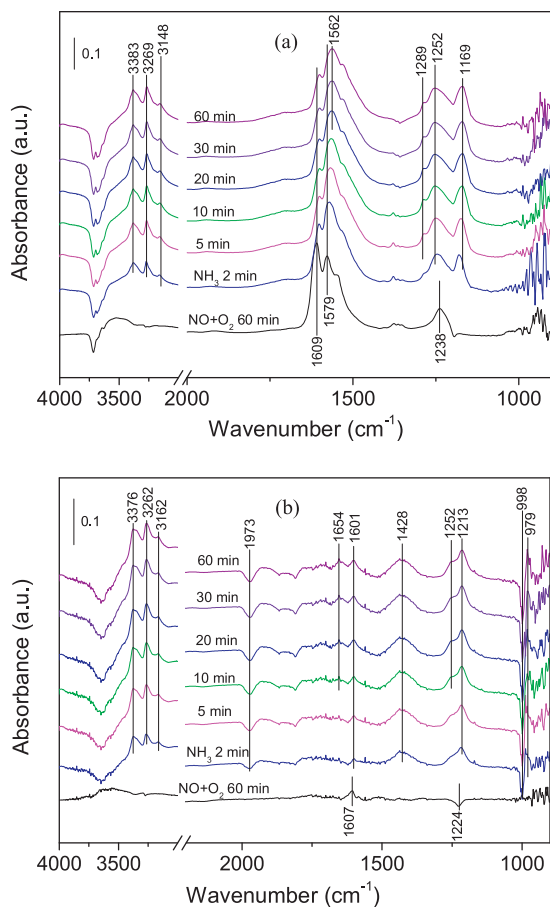 (a)
0.1
3383
3269
3148
1562
1289
1252
1169
60 min
30 min
20 min
10 min
5 min
NH₃ 2 min
NO+O₂ 60 min
1609
1579
1238
Absorbance (a.u.)
4000 3500 2000 1500 1000
Wavenumber (cm⁻¹)
(b)
0.1
3376
3262
3162
1973
1654
1601
1428
1252
1213
998
979
60 min
30 min
20 min
10 min
5 min
NH₃ 2 min
NO+O₂ 60 min
1607
1224
Absorbance (a.u.)
4000 3500 2000 1500 1000
Wavenumber (cm⁻¹)